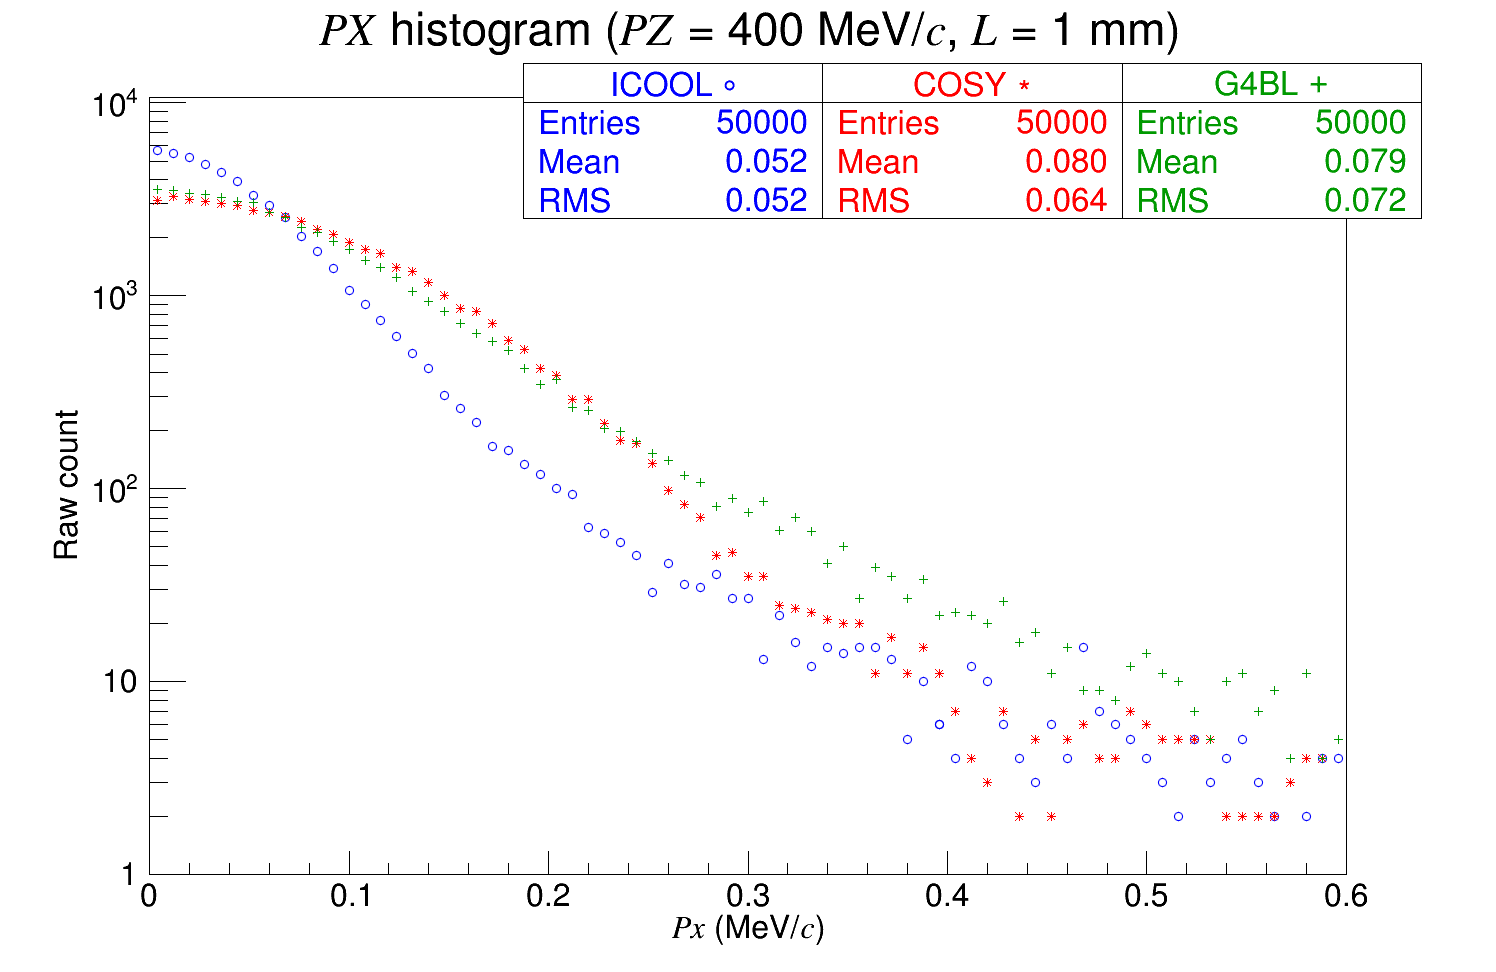 PX histogram (PZ = 400 MeV/c, L = 1 mm)
ICOOL COSY * G4BL +
Entries 50000 Entries 50000 Entries 50000
Mean 0.052 Mean 0.080 Mean 0.079
RMS 0.052 RMS 0.064 RMS 0.072
10⁴
10³
10²
10
1
Raw count
0 0.1 0.2 0.3 0.4 0.5 0.6
Px (MeV/c)